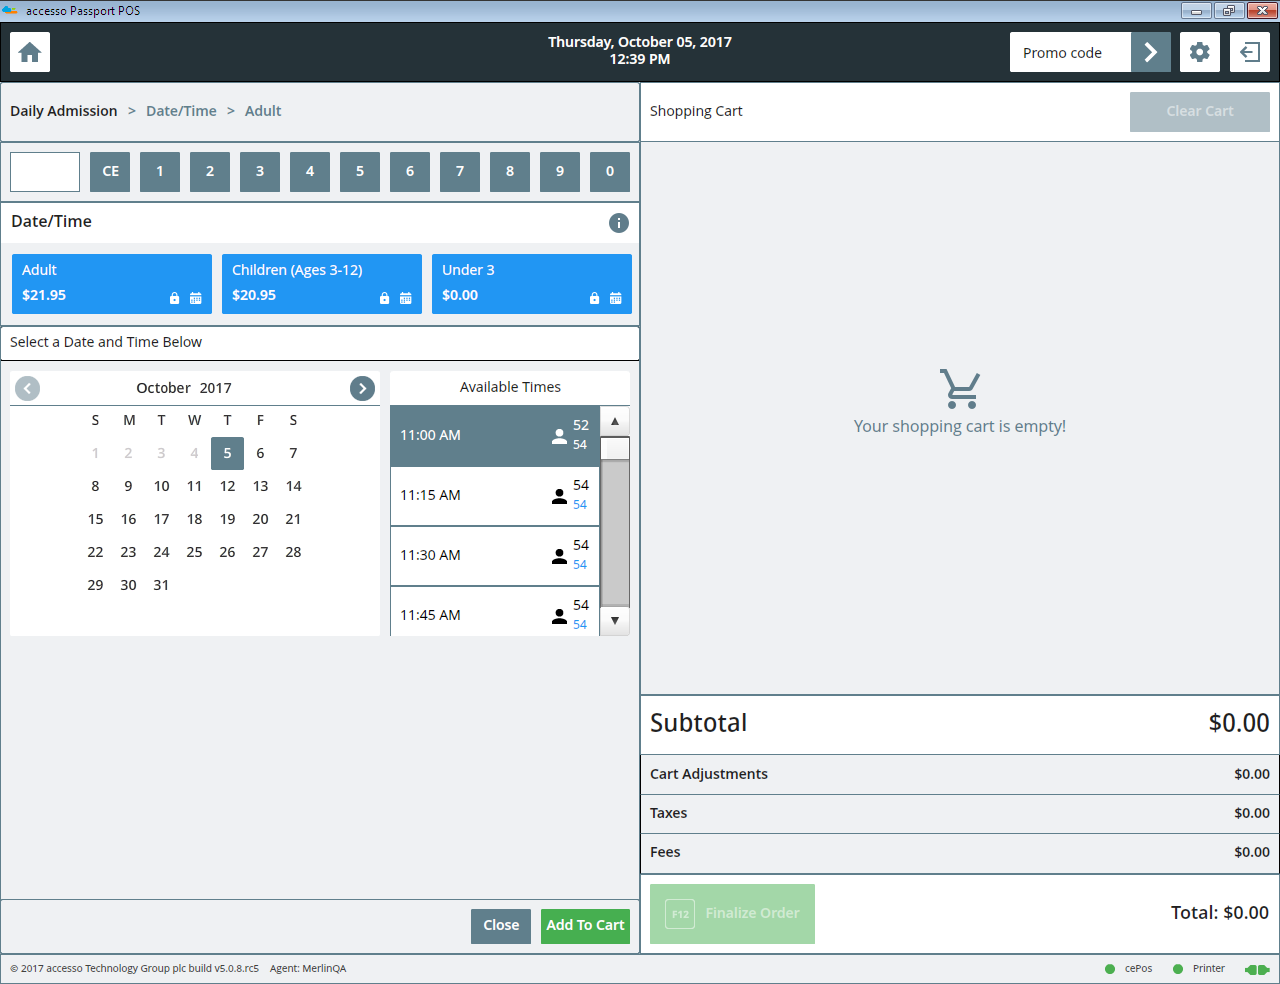 accesso Passport POS
Thursday, October 05, 2017
12:39 PM
Promo code
Daily Admission > Date/Time > Adult
CE 1 2 3 4 5 6 7 8 9 0
Date/Time
Adult
$21.95
Children (Ages 3-12)
$20.95
Under 3
$0.00
Select a Date and Time Below
October 2017
S M T W T F S
1 2 3 4 5 6 7
8 9 10 11 12 13 14
15 16 17 18 19 20 21
22 23 24 25 26 27 28
29 30 31
Available Times
11:00 AM 52
54
11:15 AM 54
54
11:30 AM 54
54
11:45 AM 54
54
Close
Add To Cart
Shopping Cart
Clear Cart
Your shopping cart is empty!
Subtotal $0.00
Cart Adjustments $0.00
Taxes $0.00
Fees $0.00
F12 Finalize Order
Total: $0.00
© 2017 accesso Technology Group plc build v5.0.8.rc5 Agent: MerlinQA
cePos
Printer